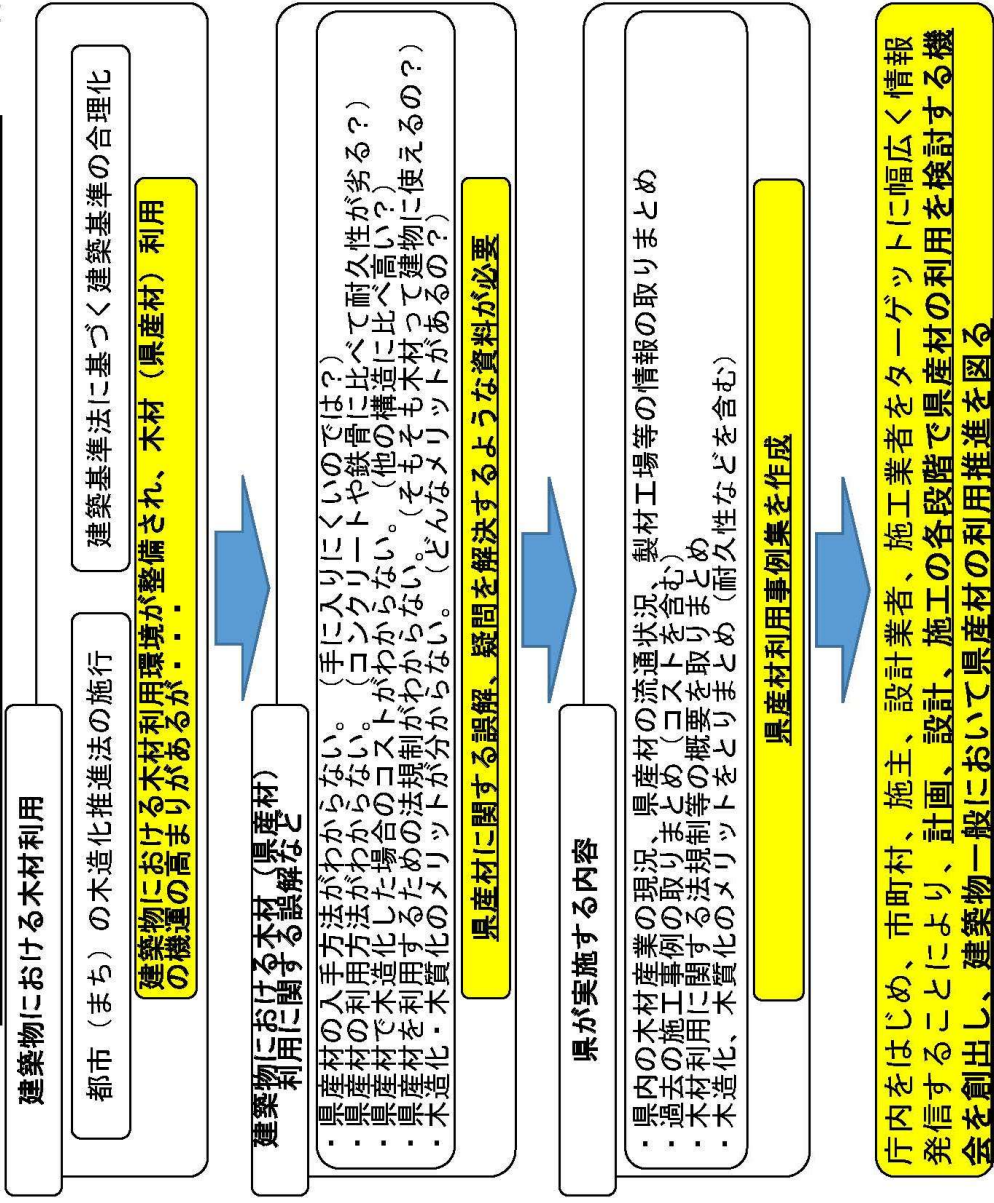 建築物における木材利用
都市（まち）の木造化推進法の施行
建築基準法に基づく建築基準の合理化
建築物における木材利用環境が整備され、木材（県産材）利用
の機運の高まりがあるが・・・
建築物における木材（県産材）
利用に関する誤解など
・県産材の入手方法がわからない。（手に入りにくいのでは？）
・県産材の利用方法がわからない。（コンクリートや鉄骨に比べて耐久性が劣る？）
・県産材で木造化した場合のコストがわからない。（他の構造に比べ高い？）
・県産材を利用するための法規制がわからない。（そもそも木材って建物に使えるの？）
・木造化・木質化のメリットが分からない。（どんなメリットがあるの？）
県産材に関する誤解、疑問を解決するような資料が必要
県が実施する内容
・県内の木材産業の現況、県産材の流通状況、製材工場等の情報の取りまとめ
・過去の施工事例の取りまとめ（コストを含む）
・木材利用に関する法規制等の概要を取りまとめ
・木造化、木質化のメリットをとりまとめ（耐久性などを含む）
県産材利用事例集を作成
庁内をはじめ、市町村、施主、設計業者、施工業者をターゲットに幅広く情報
発信することにより、計画、設計、施工の各段階で県産材の利用を検討する機
会を創出し、建築物一般において県産材の利用推進を図る